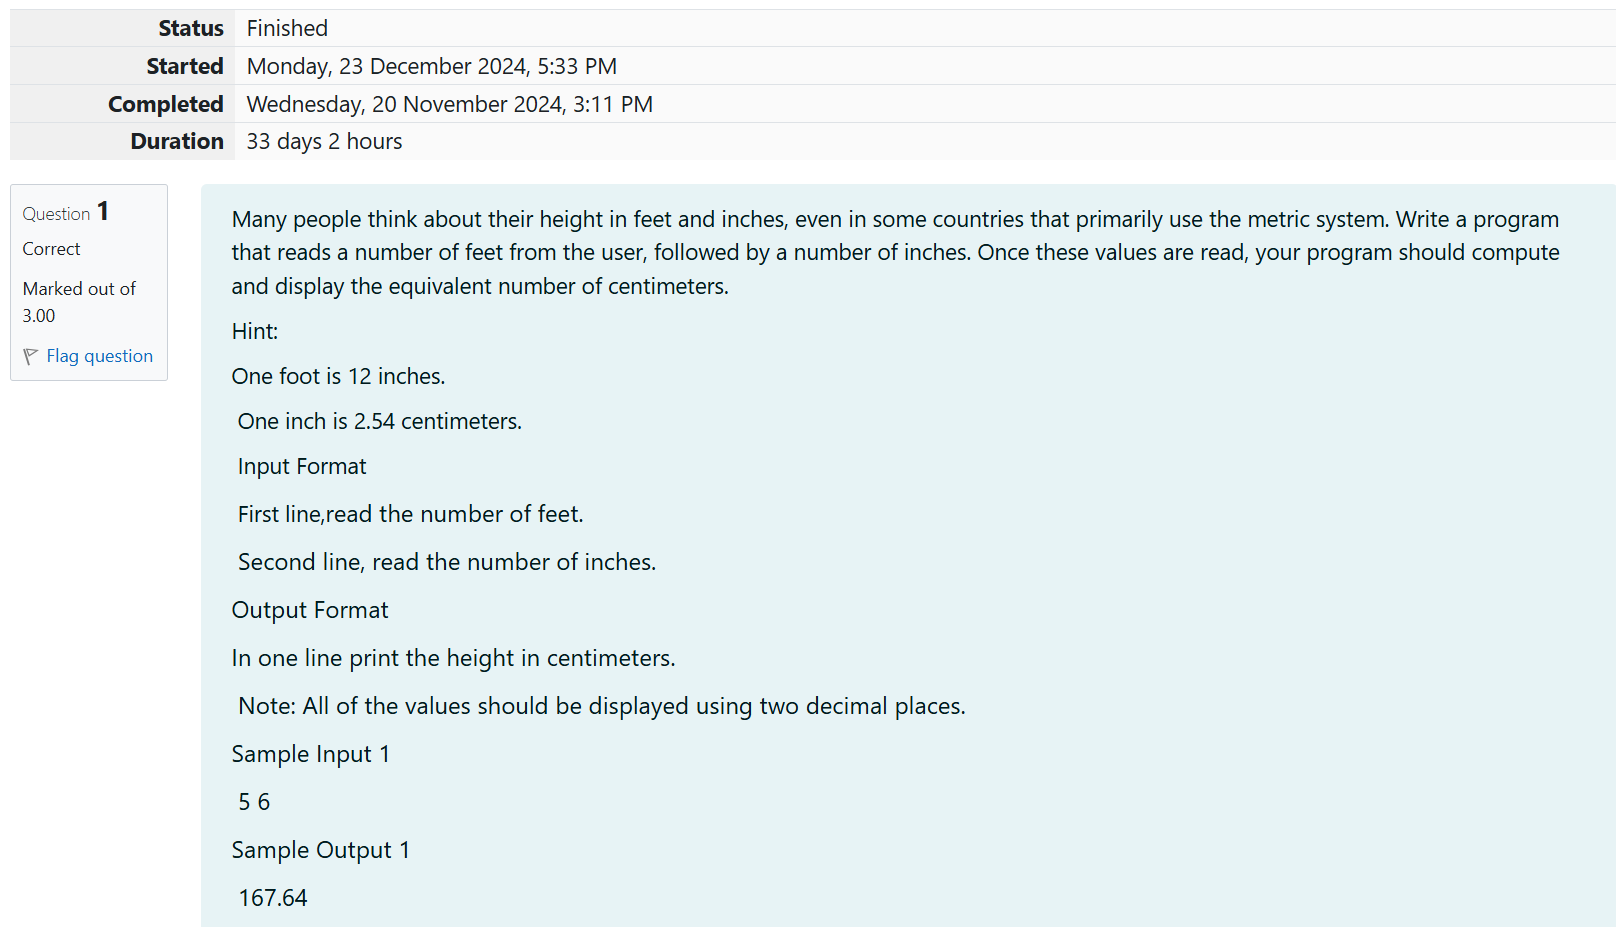 Status Finished
Started Monday, 23 December 2024, 5:33 PM
Completed Wednesday, 20 November 2024, 3:11 PM
Duration 33 days 2 hours
Question 1
Correct
Marked out of
3.00
Flag question
Many people think about their height in feet and inches, even in some countries that primarily use the metric system. Write a program
that reads a number of feet from the user, followed by a number of inches. Once these values are read, your program should compute
and display the equivalent number of centimeters.
Hint:
One foot is 12 inches.
One inch is 2.54 centimeters.
Input Format
First line,read the number of feet.
Second line, read the number of inches.
Output Format
In one line print the height in centimeters.
Note: All of the values should be displayed using two decimal places.
Sample Input 1
5 6
Sample Output 1
167.64